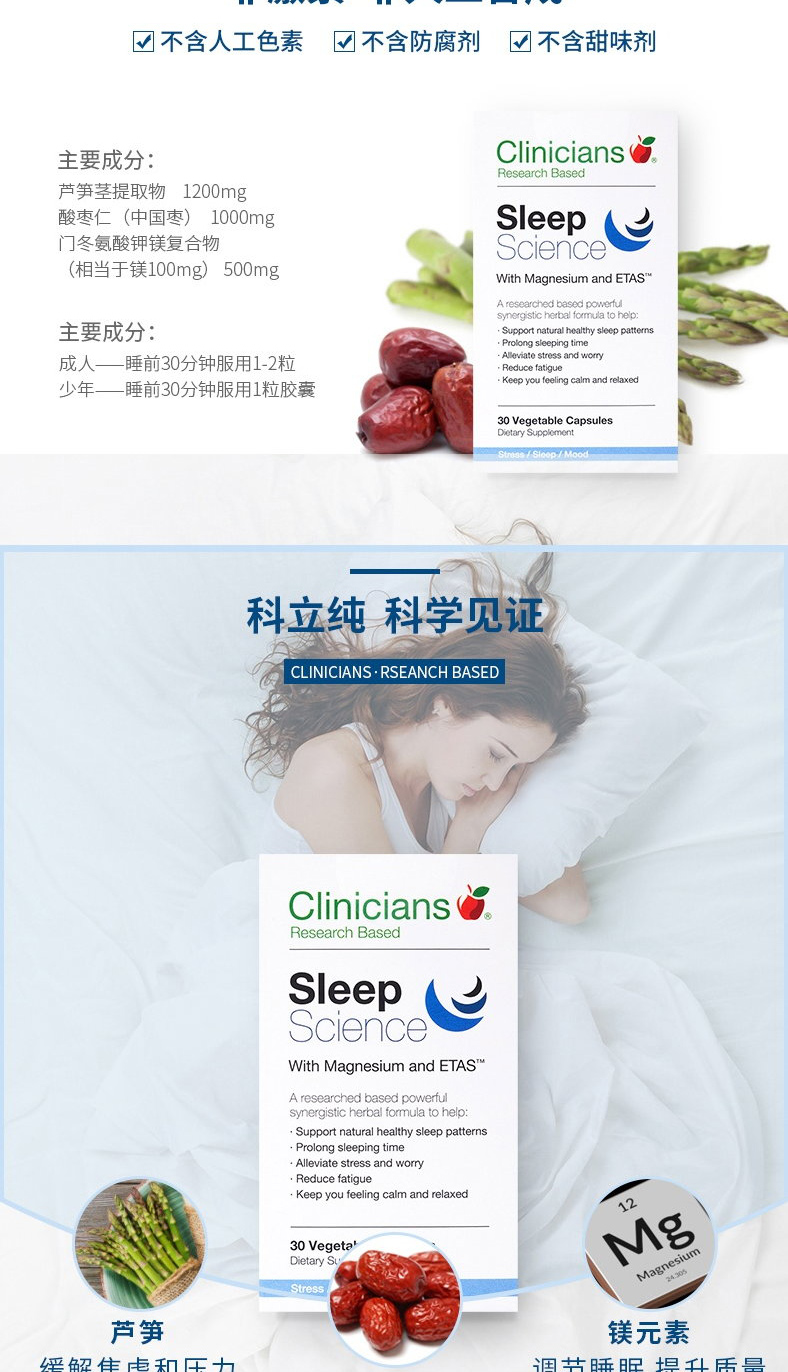 不含人工色素 不含防腐剂 不含甜味剂
主要成分：
芦笋茎提取物 1200mg
酸枣仁（中国枣） 1000mg
门冬氨酸钾镁复合物
（相当于镁100mg） 500mg
主要成分：
成人——睡前30分钟服用1-2粒
少年——睡前30分钟服用1粒胶囊
Clinicians
Research Based
Sleep
Science
With Magnesium and ETAS™
A researched based powerful
synergistic herbal formula to help:
· Support natural healthy sleep patterns
· Prolong sleeping time
· Alleviate stress and worry
· Reduce fatigue
· Keep you feeling calm and relaxed
30 Vegetable Capsules
Dietary Supplement
Stress / Sleep / Mood
科立纯 科学见证
CLINICIANS·RSEANCH BASED
Clinicians®
Research Based
Sleep
Science
With Magnesium and ETAS™
A researched based powerful
synergistic herbal formula to help:
· Support natural healthy sleep patterns
· Prolong sleeping time
· Alleviate stress and worry
· Reduce fatigue
· Keep you feeling calm and relaxed
30
Dietary
Stress
12
Mg
Magnesium
24.305
芦笋
镁元素
缓解焦虑和压力
调节睡眠 提升质量